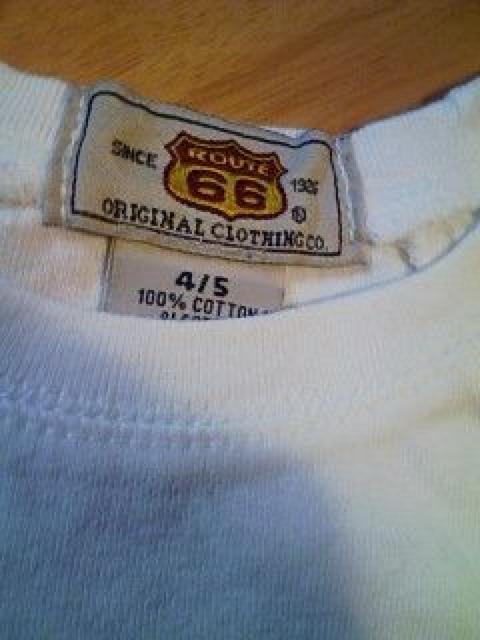 SINCE ROUTE 66 1926 ®
ORIGINAL CLOTHING CO.
4/5
100% COTTON